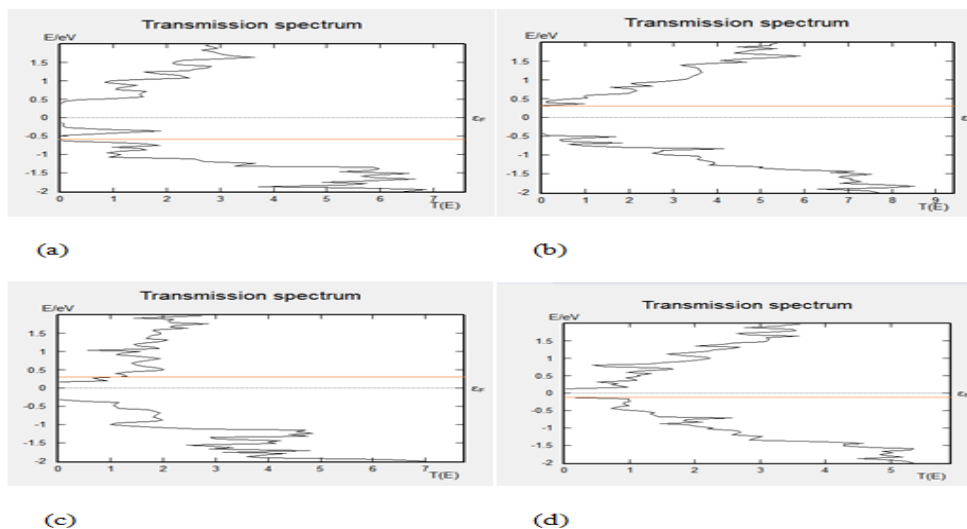 Transmission spectrum
E/eV
1.5
1
0.5
0
-0.5
-1
-1.5
-2
0 1 2 3 4 5 6 7
T(E)
ε_F
(a)
Transmission spectrum
E/eV
1.5
1
0.5
0
-0.5
-1
-1.5
-2
0 1 2 3 4 5 6 7 8 9
T(E)
(b)
Transmission spectrum
E/eV
1.5
1
0.5
0
-0.5
-1
-1.5
-2
0 1 2 3 4 5 6 7
T(E)
ε_F
(c)
Transmission spectrum
E/eV
1.5
1
0.5
0
-0.5
-1
-1.5
-2
0 1 2 3 4 5
T(E)
(d)